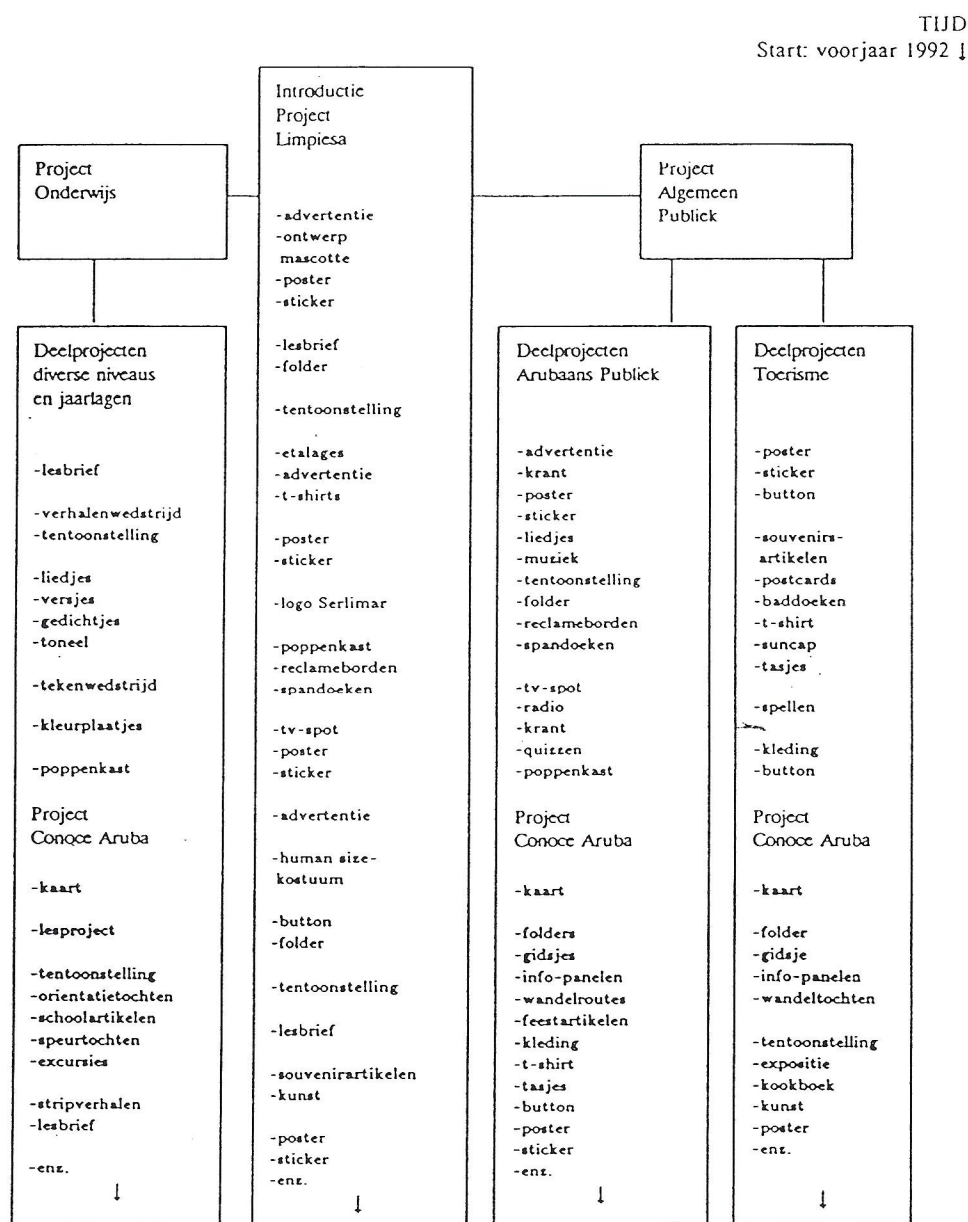 TIJD
Start: voorjaar 1992 ↓
Introductie
Project
Limpiesa
-advertentie
-ontwerp
mascotte
-poster
-sticker
-lesbrief
-folder
-tentoonstelling
-etalages
-advertentie
-t-shirts
-poster
-sticker
-logo Serlimar
-poppenkast
-reclameborden
-spandoeken
-tv-spot
-poster
-sticker
-advertentie
-human size-
kostuum
-button
-folder
-tentoonstelling
-lesbrief
-souvenirartikelen
-kunst
-poster
-sticker
-enz.
↓
Project
Onderwijs
Deelprojecten
diverse niveaus
en jaarlagen
-lesbrief
-verhalenwedstrijd
-tentoonstelling
-liedjes
-versjes
-gedichtjes
-toneel
-tekenwedstrijd
-kleurplaatjes
-poppenkast
Project
Conoce Aruba
-kaart
-lesproject
-tentoonstelling
-orientatietochten
-schoolartikelen
-speurtochten
-excursies
-stripverhalen
-lesbrief
-enz.
↓
Project
Algemeen
Publiek
Deelprojecten
Arubaans Publiek
-advertentie
-krant
-poster
-sticker
-liedjes
-muziek
-tentoonstelling
-folder
-reclameborden
-spandoeken
-tv-spot
-radio
-krant
-quizzen
-poppenkast
Project
Conoce Aruba
-kaart
-folders
-gidsjes
-info-panelen
-wandelroutes
-feestartikelen
-kleding
-t-shirt
-tasjes
-button
-poster
-sticker
-enz.
↓
Deelprojecten
Toerisme
-poster
-sticker
-button
-souvenirs-
artikelen
-postcards
-baddoeken
-t-shirt
-suncap
-tasjes
-spellen
-kleding
-button
Project
Conoce Aruba
-kaart
-folder
-gidsje
-info-panelen
-wandeltochten
-tentoonstelling
-expositie
-kookboek
-kunst
-poster
-enz.
↓